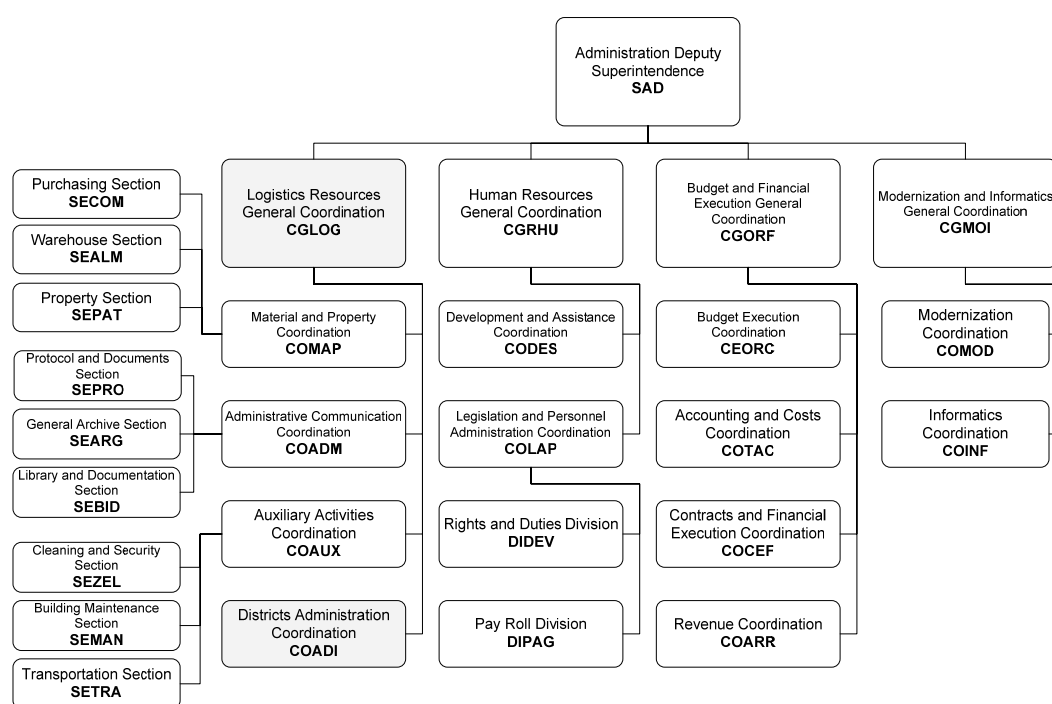 Administration Deputy
Superintendence
SAD
Logistics Resources
General Coordination
CGLOG
Human Resources
General Coordination
CGRHU
Budget and Financial
Execution General
Coordination
CGORF
Modernization and Informatics
General Coordination
CGMOI
Purchasing Section
SECOM
Warehouse Section
SEALM
Property Section
SEPAT
Protocol and Documents
Section
SEPRO
General Archive Section
SEARG
Library and Documentation
Section
SEBID
Cleaning and Security
Section
SEZEL
Building Maintenance
Section
SEMAN
Transportation Section
SETRA
Material and Property
Coordination
COMAP
Administrative Communication
Coordination
COADM
Auxiliary Activities
Coordination
COAUX
Districts Administration
Coordination
COADI
Development and Assistance
Coordination
CODES
Legislation and Personnel
Administration Coordination
COLAP
Rights and Duties Division
DIDEV
Pay Roll Division
DIPAG
Budget Execution
Coordination
CEORC
Accounting and Costs
Coordination
COTAC
Contracts and Financial
Execution Coordination
COCEF
Revenue Coordination
COARR
Modernization
Coordination
COMOD
Informatics
Coordination
COINF